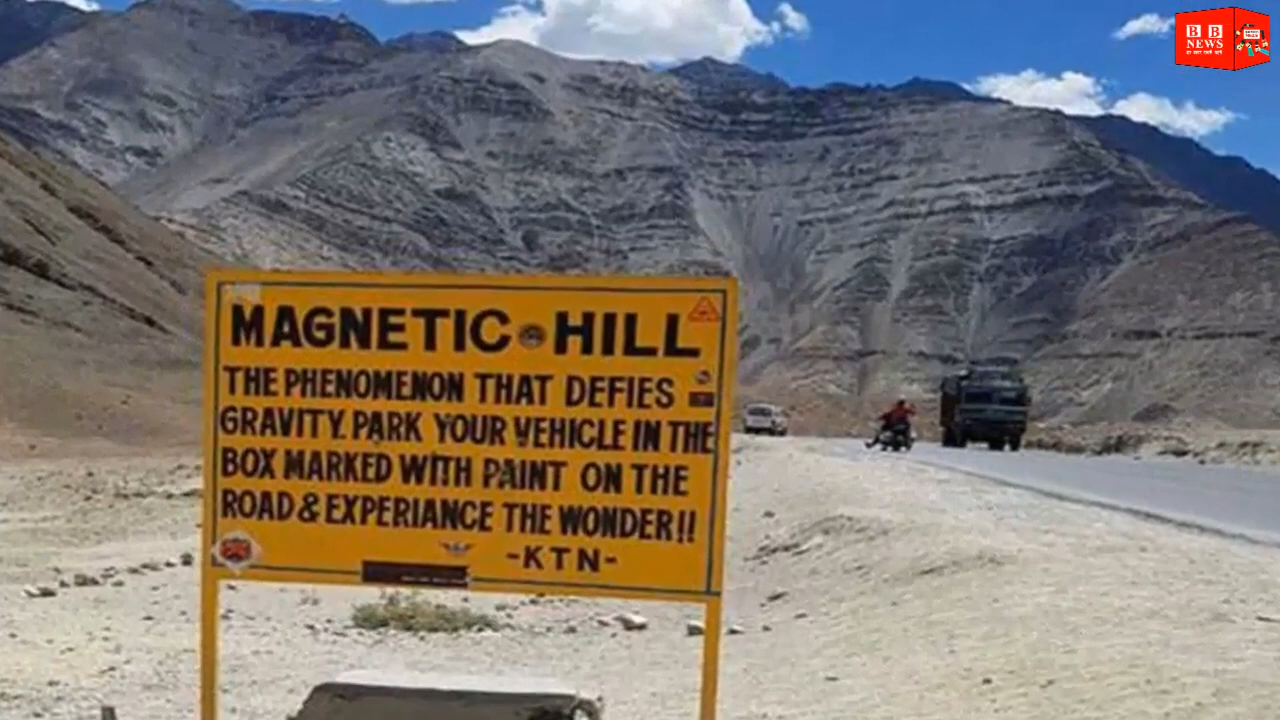 BB
NEWS
MAGNETIC HILL
THE PHENOMENON THAT DEFIES
GRAVITY. PARK YOUR VEHICLE IN THE
BOX MARKED WITH PAINT ON THE
ROAD & EXPERIANCE THE WONDER!!
-KTN-